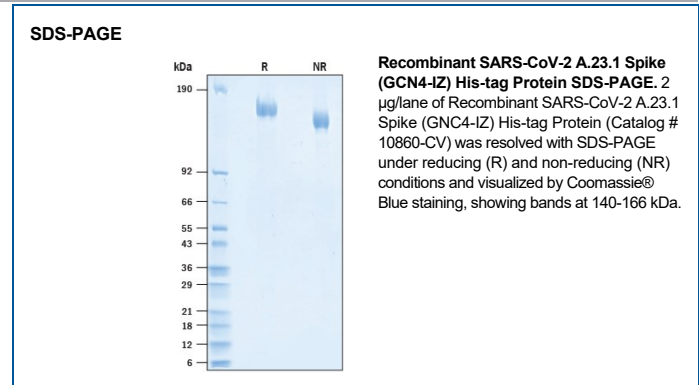 SDS-PAGE
kDa
R
NR
190
92
66
55
43
36
29
21
18
12
6
Recombinant SARS-CoV-2 A.23.1 Spike
(GCN4-IZ) His-tag Protein SDS-PAGE. 2
µg/lane of Recombinant SARS-CoV-2 A.23.1
Spike (GNC4-IZ) His-tag Protein (Catalog #
10860-CV) was resolved with SDS-PAGE
under reducing (R) and non-reducing (NR)
conditions and visualized by Coomassie®
Blue staining, showing bands at 140-166 kDa.